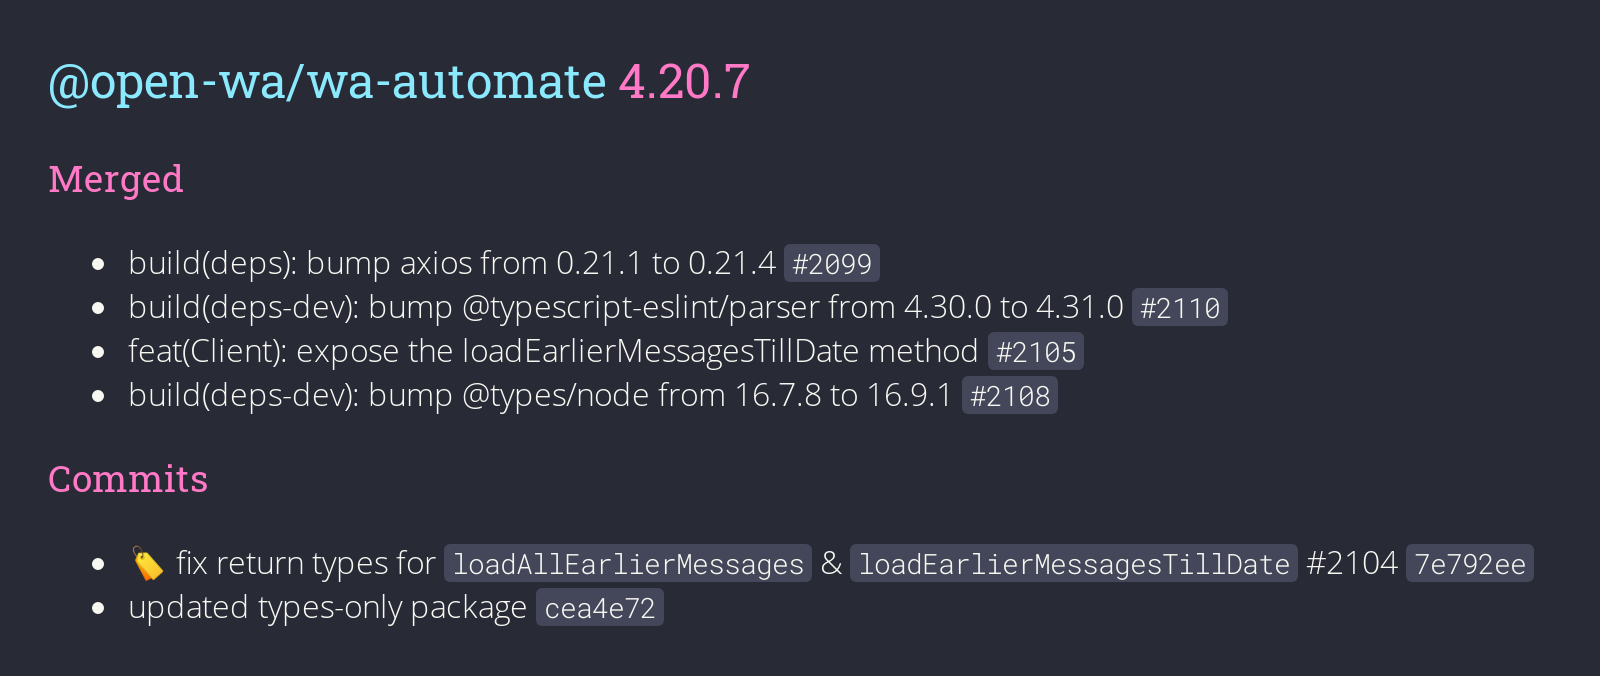 @open-wa/wa-automate 4.20.7
Merged
build(deps): bump axios from 0.21.1 to 0.21.4 #2099
build(deps-dev): bump @typescript-eslint/parser from 4.30.0 to 4.31.0 #2110
feat(Client): expose the loadEarlierMessagesTillDate method #2105
build(deps-dev): bump @types/node from 16.7.8 to 16.9.1 #2108
Commits
🏷️ fix return types for loadAllEarlierMessages & loadEarlierMessagesTillDate #2104 7e792ee
updated types-only package cea4e72